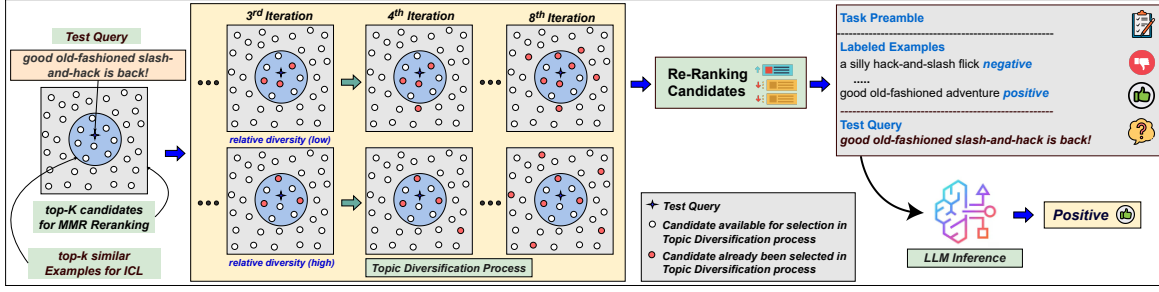 Test Query
good old-fashioned slash-
and-hack is back!
top-K candidates
for MMR Reranking
top-k similar
Examples for ICL
3rd Iteration
4th Iteration
8th Iteration
relative diversity (low)
relative diversity (high)
Topic Diversification Process
Re-Ranking
Candidates
Test Query
Candidate available for selection in
Topic Diversification process
Candidate already been selected in
Topic Diversification process
Task Preamble
Labeled Examples
a silly hack-and-slash flick negative
.....
good old-fashioned adventure positive
Test Query
good old-fashioned slash-and-hack is back!
LLM Inference
Positive